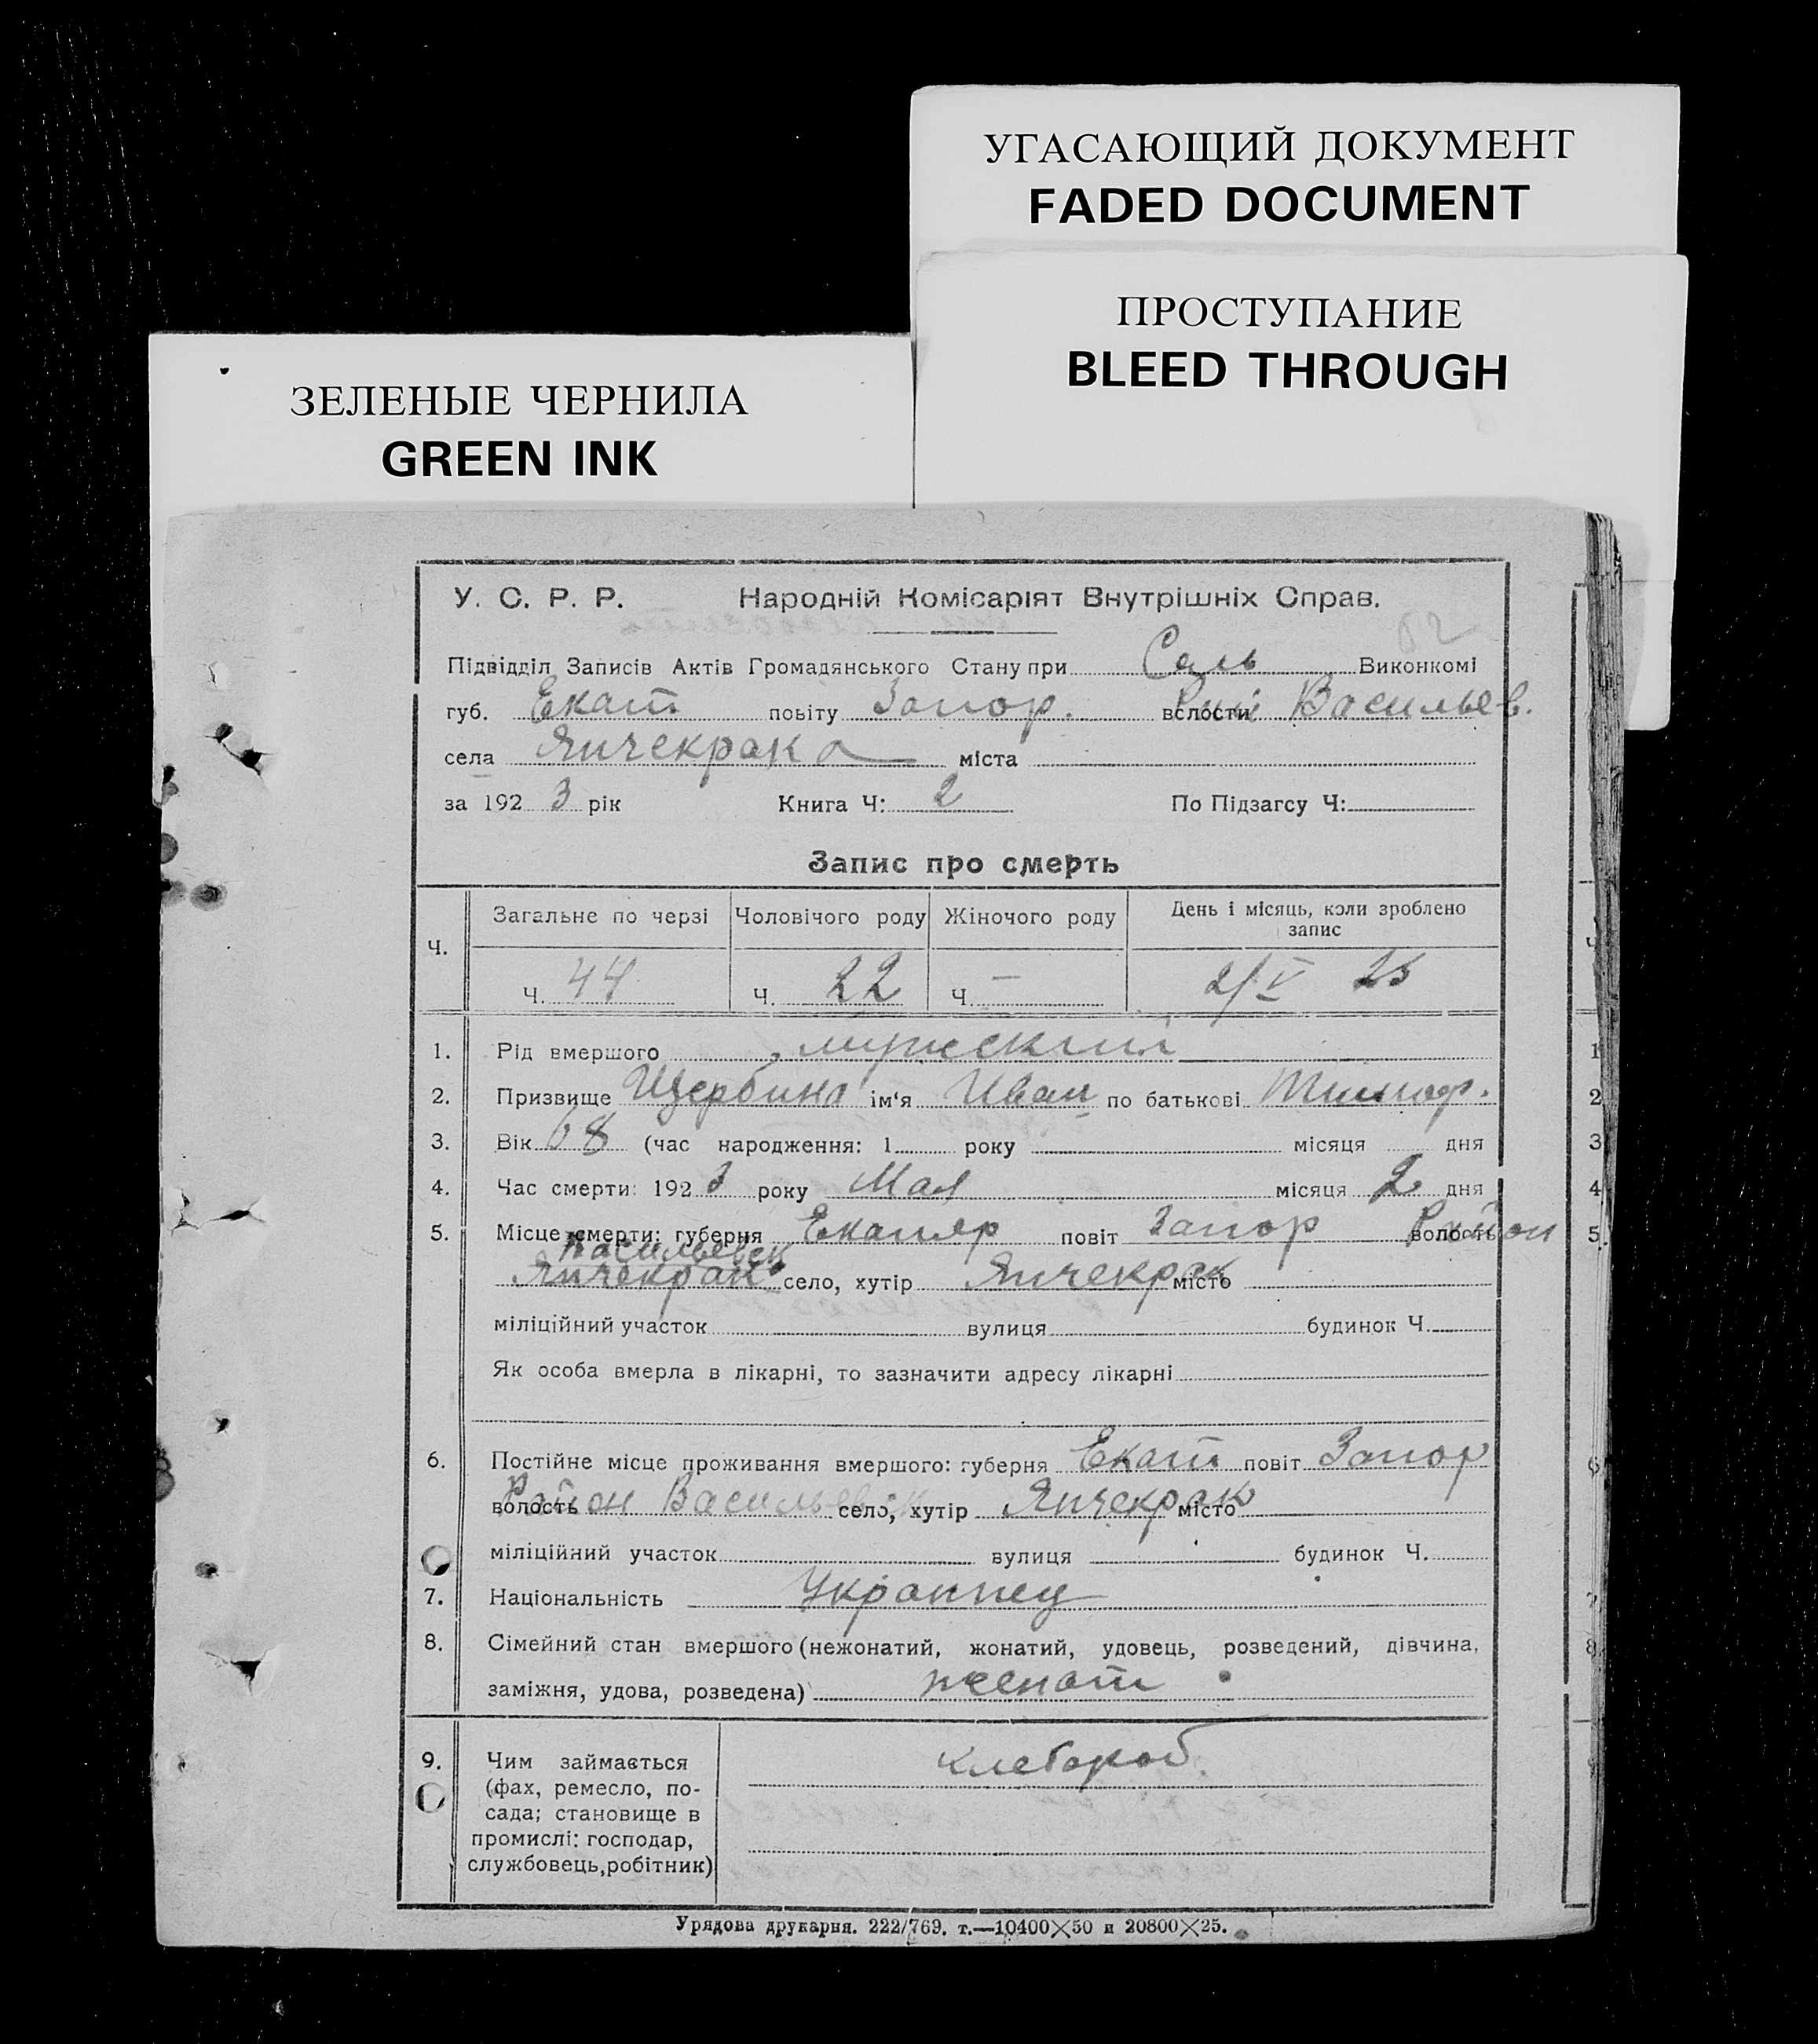 УГАСАЮЩИЙ ДОКУМЕНТ
FADED DOCUMENT
ПРОСТУПАНИЕ
BLEED THROUGH
ЗЕЛЕНЫЕ ЧЕРНИЛА
GREEN INK
У. С. Р. Р. Народній Комісаріят Внутрішніх Справ.
Підвідділ Записів Актів Громадянського Стану при Сель Виконкомі
губ. Екат повіту Запор. волости Васильев.
села Янчекрака міста
за 1923 рік Книга Ч: 2 По Підзагсу Ч:
Запис про смерть
Ч. Загальне по черзі Чоловічого роду Жіночого роду День і місяць, коли зроблено запис
Ч. 44 Ч. 22 Ч. — 2/V 23
1. Рід вмершого мужеский
2. Призвище Щербина ім'я Иван по батькові
3. Вік 68 (час народження: 1 року місяця дня
4. Час смерти: 1923 року Мая місяця 2 дня
5. Місце смерти: губерня повіт Запор волость Район
Васильевск
Янчекрак село, хутір Янчекрак місто
міліційний участок вулиця будинок Ч.
Як особа вмерла в лікарні, то зазначити адресу лікарні
6. Постійне місце проживання вмершого: губерня Екат повіт Запор
волость Район Васильевск село, хутір Янчекрак місто
міліційний участок вулиця будинок Ч.
7. Національність Украинец
8. Сімейний стан вмершого (нежонатий, жонатий, удовець, розведений, дівчина,
заміжня, удова, розведена) женат
9. Чим займається хлебороб
(фах, ремесло, по-
сада; становище в
промислі: господар,
службовець, робітник)
Урядова друкарня. 222/769. т.—10400×50 и 20800×25.